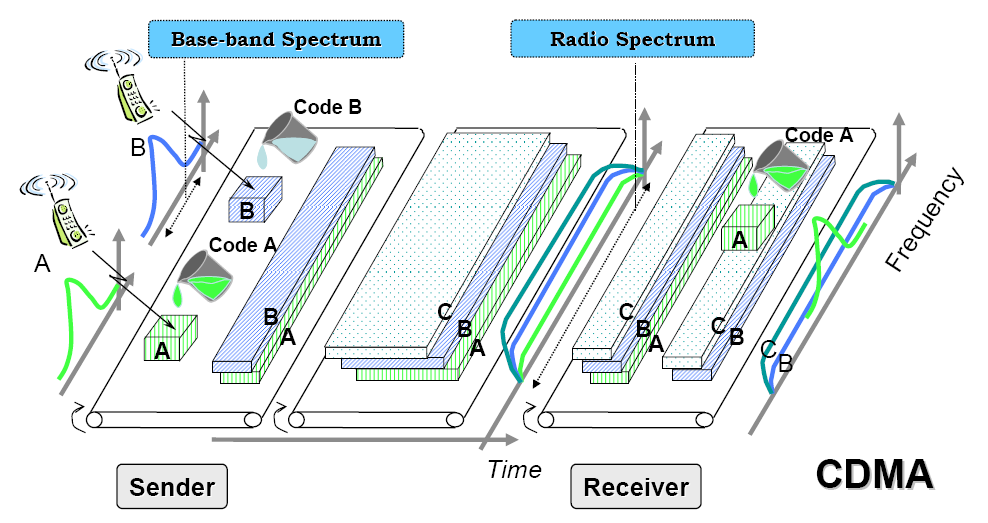 Base-band Spectrum
Radio Spectrum
Code B
B
B
Code A
A
A
B
A
C
B
A
Code A
A
C
B
A
C
B
C
B
Frequency
Time
Sender
Receiver
CDMA